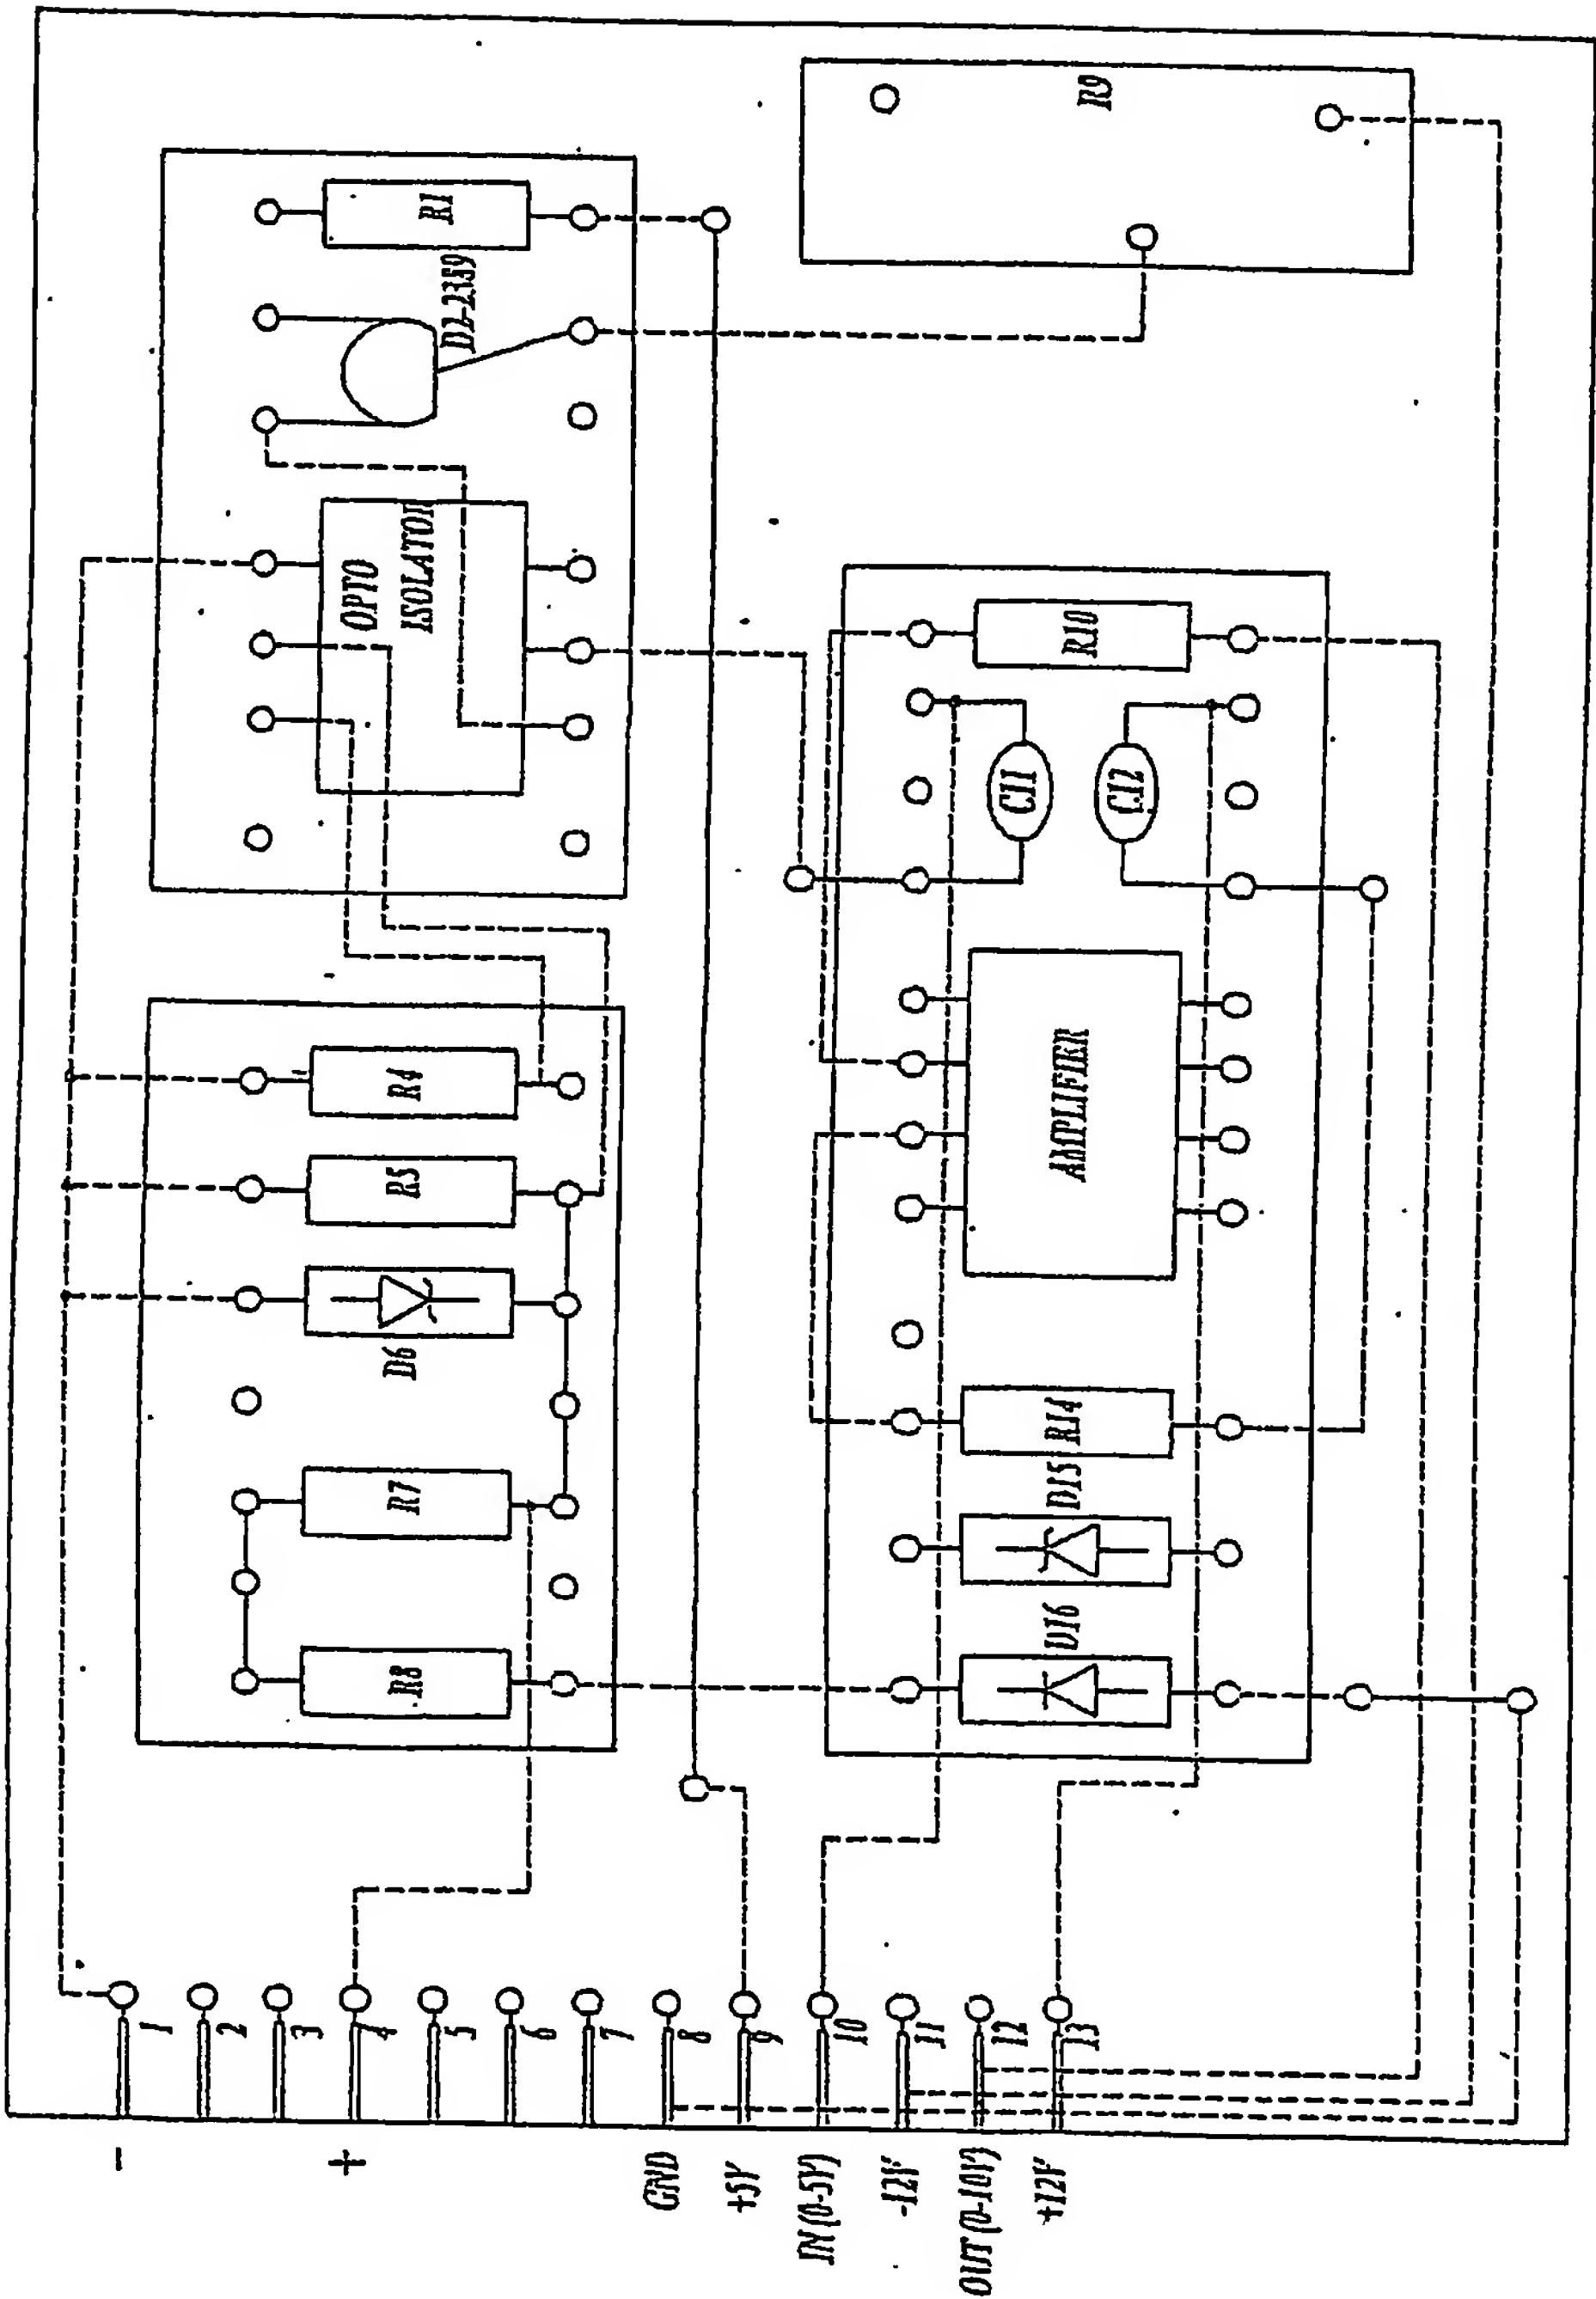 R9
R1
D2-2359
OPTO
ISOLATOR
R10
C11
C12
R4
R5
D6
R7
R8
AMPLIFIER
R14
D15
D16
1
2
3
4
5
6
7
8
9
10
11
12
13
-
+
GND
+5V
IN (0-5V)
-12V
OUT (0-10V)
+12V